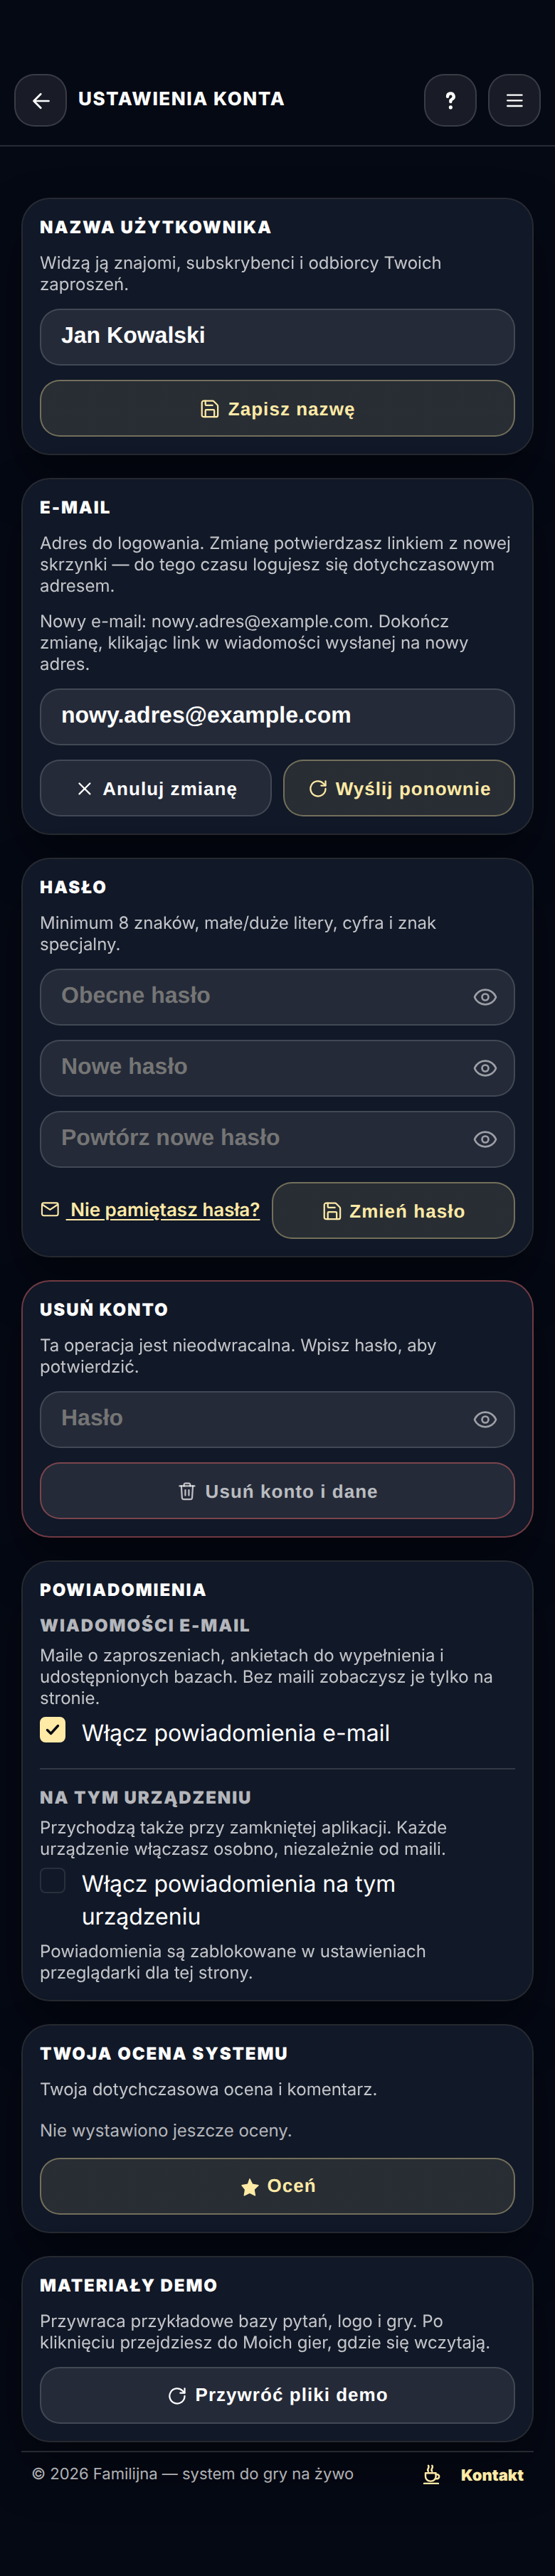 USTAWIENIA KONTA
?
NAZWA UŻYTKOWNIKA
Widzą ją znajomi, subskrybenci i odbiorcy Twoich
zaproszeń.
Jan Kowalski
Zapisz nazwę
E-MAIL
Adres do logowania. Zmianę potwierdzasz linkiem z nowej
skrzynki — do tego czasu logujesz się dotychczasowym
adresem.
Nowy e-mail: nowy.adres@example.com. Dokończ
zmianę, klikając link w wiadomości wysłanej na nowy
adres.
nowy.adres@example.com
Anuluj zmianę
Wyślij ponownie
HASŁO
Minimum 8 znaków, małe/duże litery, cyfra i znak
specjalny.
Obecne hasło
Nowe hasło
Powtórz nowe hasło
Nie pamiętasz hasła?
Zmień hasło
USUŃ KONTO
Ta operacja jest nieodwracalna. Wpisz hasło, aby
potwierdzić.
Hasło
Usuń konto i dane
POWIADOMIENIA
WIADOMOŚCI E-MAIL
Maile o zaproszeniach, ankietach do wypełnienia i
udostępnionych bazach. Bez maili zobaczysz je tylko na
stronie.
Włącz powiadomienia e-mail
NA TYM URZĄDZENIU
Przychodzą także przy zamkniętej aplikacji. Każde
urządzenie włączasz osobno, niezależnie od maili.
Włącz powiadomienia na tym
urządzeniu
Powiadomienia są zablokowane w ustawieniach
przeglądarki dla tej strony.
TWOJA OCENA SYSTEMU
Twoja dotychczasowa ocena i komentarz.
Nie wystawiono jeszcze oceny.
Oceń
MATERIAŁY DEMO
Przywraca przykładowe bazy pytań, logo i gry. Po
kliknięciu przejdziesz do Moich gier, gdzie się wczytają.
Przywróć pliki demo
© 2026 Familijna — system do gry na żywo
Kontakt